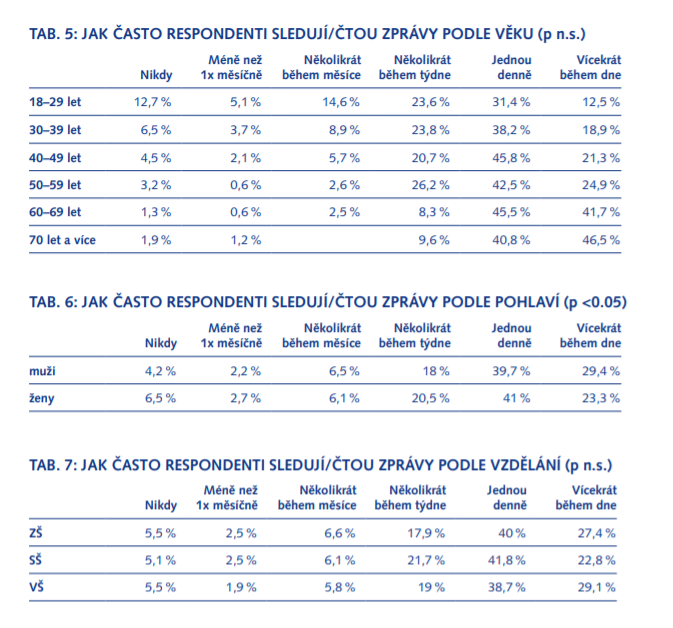 TAB. 5: JAK ČASTO RESPONDENTI SLEDUJÍ/ČTOU ZPRÁVY PODLE VĚKU (p n.s.)
Nikdy Méně než 1x měsíčně Několikrát během měsíce Několikrát během týdne Jednou denně Vícekrát během dne
18–29 let 12,7 % 5,1 % 14,6 % 23,6 % 31,4 % 12,5 %
30–39 let 6,5 % 3,7 % 8,9 % 23,8 % 38,2 % 18,9 %
40–49 let 4,5 % 2,1 % 5,7 % 20,7 % 45,8 % 21,3 %
50–59 let 3,2 % 0,6 % 2,6 % 26,2 % 42,5 % 24,9 %
60–69 let 1,3 % 0,6 % 2,5 % 8,3 % 45,5 % 41,7 %
70 let a více 1,9 % 1,2 % 9,6 % 40,8 % 46,5 %
TAB. 6: JAK ČASTO RESPONDENTI SLEDUJÍ/ČTOU ZPRÁVY PODLE POHLAVÍ (p <0.05)
Nikdy Méně než 1x měsíčně Několikrát během měsíce Několikrát během týdne Jednou denně Vícekrát během dne
muži 4,2 % 2,2 % 6,5 % 18 % 39,7 % 29,4 %
ženy 6,5 % 2,7 % 6,1 % 20,5 % 41 % 23,3 %
TAB. 7: JAK ČASTO RESPONDENTI SLEDUJÍ/ČTOU ZPRÁVY PODLE VZDĚLÁNÍ (p n.s.)
Nikdy Méně než 1x měsíčně Několikrát během měsíce Několikrát během týdne Jednou denně Vícekrát během dne
ZŠ 5,5 % 2,5 % 6,6 % 17,9 % 40 % 27,4 %
SŠ 5,1 % 2,5 % 6,1 % 21,7 % 41,8 % 22,8 %
VŠ 5,5 % 1,9 % 5,8 % 19 % 38,7 % 29,1 %